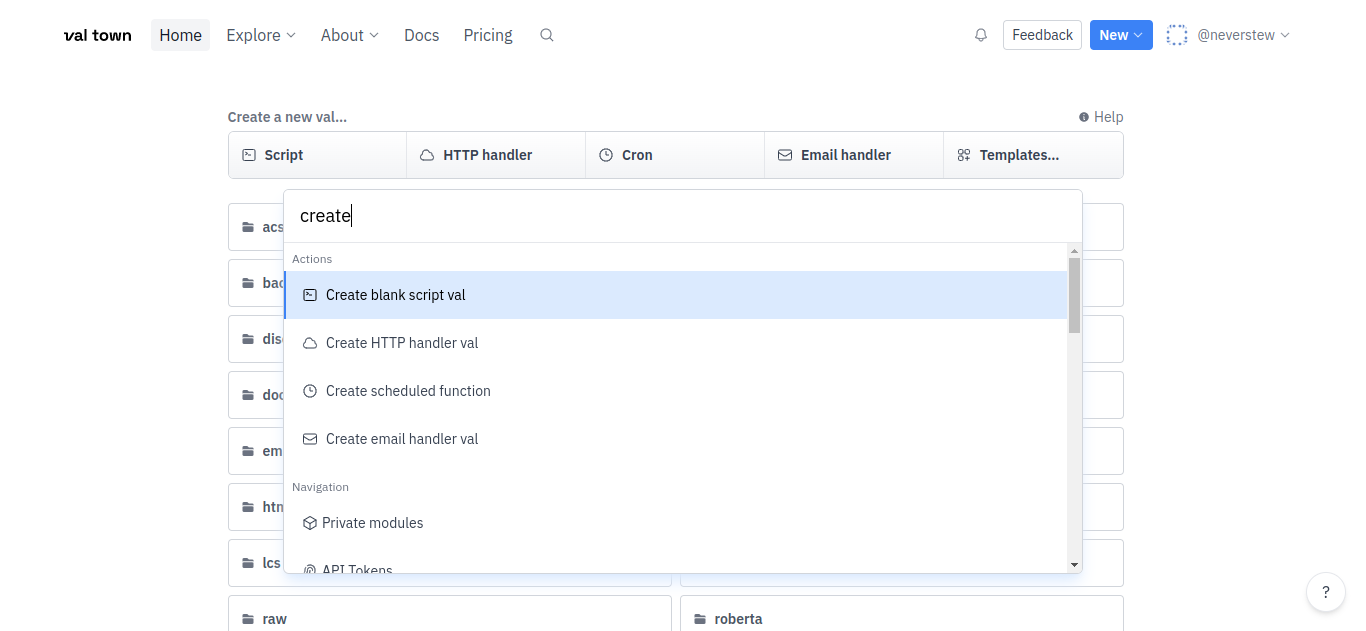 val town Home Explore About Docs Pricing Feedback New @neverstew
Create a new val... Help
Script HTTP handler Cron Email handler Templates...
create
Actions
Create blank script val
Create HTTP handler val
Create scheduled function
Create email handler val
Navigation
Private modules
API Tokens
acs
bac
dis
doc
em
htm
lcs
raw roberta
?